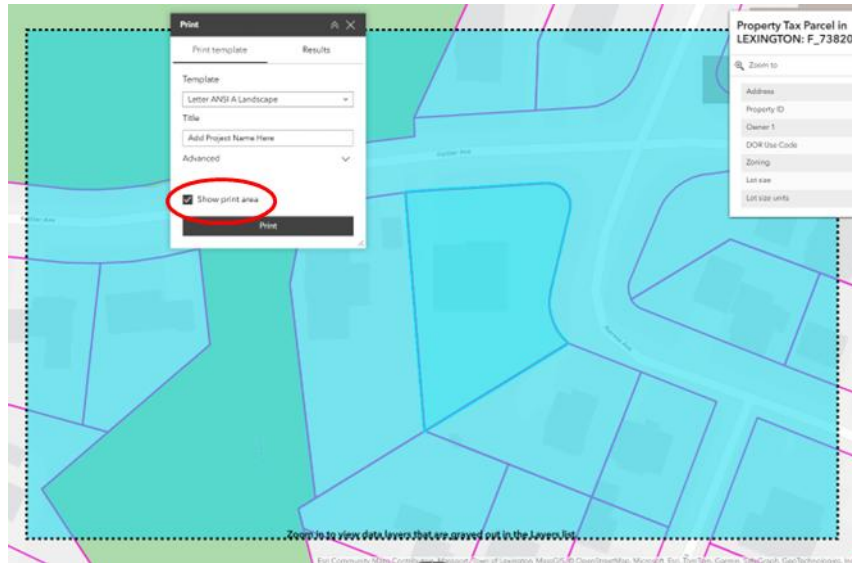 Print
Print template Results
Template
Letter ANSI A Landscape
Title
Add Project Name Here
Advanced
Show print area
Print
Property Tax Parcel in
LEXINGTON: F_73820
Zoom to
Address
Property ID
Owner 1
DOR Use Code
Zoning
Lot size
Lot size units
Zoom in to view data layers that are grayed out in the Layers list